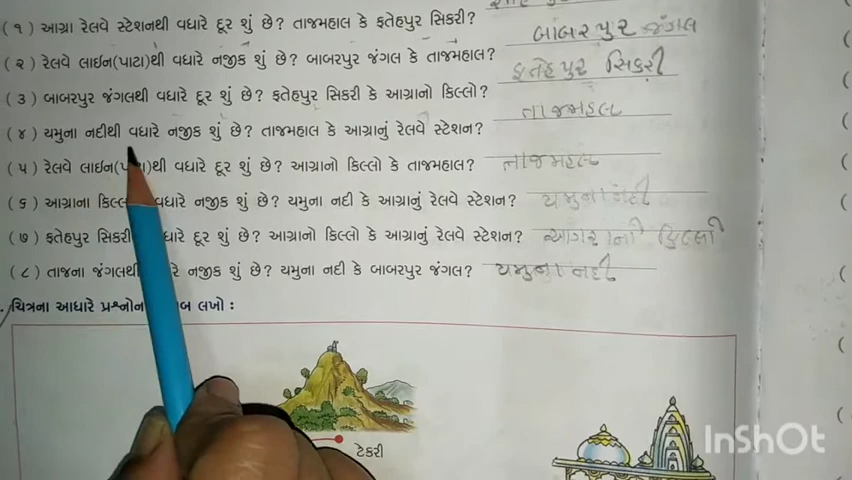 (૧) આગ્રા રેલવે સ્ટેશનથી વધારે દૂર શું છે? તાજમહાલ કે ફતેહપુર સિકરી?
(૨) રેલવે લાઇન(પાટા)થી વધારે નજીક શું છે? બાબરપુર જંગલ કે તાજમહાલ? બાબરપુર જંગલ
(૩) બાબરપુર જંગલથી વધારે દૂર શું છે? ફતેહપુર સિકરી કે આગ્રાનો કિલ્લો? ફતેહપુર સિકરી
(૪) યમુના નદીથી વધારે નજીક શું છે? તાજમહાલ કે આગ્રાનું રેલવે સ્ટેશન? તાજમહલ
(૫) રેલવે લાઇન(પાટા)થી વધારે દૂર શું છે? આગ્રાનો કિલ્લો કે તાજમહાલ? તાજમહલ
(૬) આગ્રાના કિલ્લ વધારે નજીક શું છે? યમુના નદી કે આગ્રાનું રેલવે સ્ટેશન? યમુના નદી
(૭) ફતેહપુર સિકરી ધારે દૂર શું છે? આગ્રાનો કિલ્લો કે આગ્રાનું રેલવે સ્ટેશન? આગરાનો કિલ્લો
(૮) તાજના જંગલથી રે નજીક શું છે? યમુના નદી કે બાબરપુર જંગલ? યમુના નદી
ચિત્રના આધારે પ્રશ્નોન બ લખો :
ટેકરી
InShOt